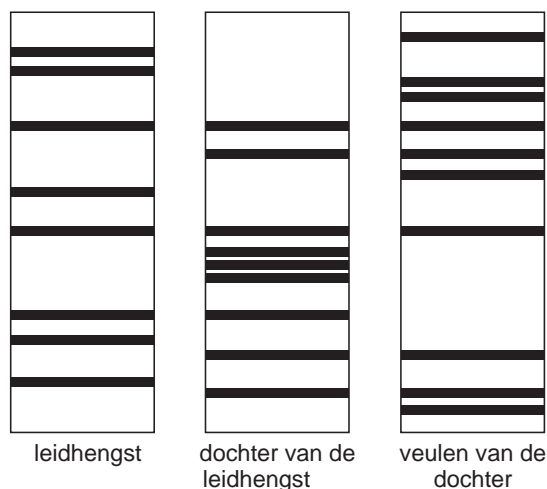 leidhengst
dochter van de
leidhengst
veulen van de
dochter